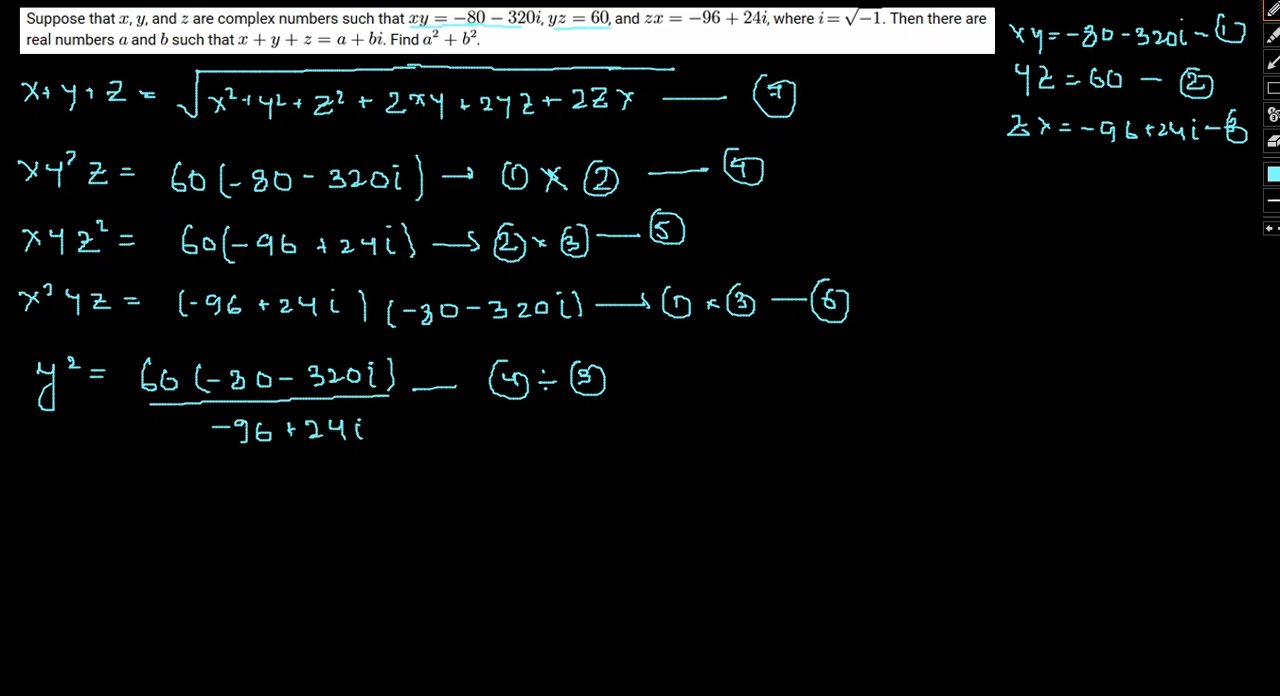 Suppose that x, y, and z are complex numbers such that xy = −80 − 320i, yz = 60, and zx = −96 + 24i, where i = √−1. Then there are
real numbers a and b such that x + y + z = a + bi. Find a² + b².
xy = -80 - 320i - ①
yz = 60 - ②
zx = -96 + 24i - ③
x + y + z = √(x² + y² + z² + 2xy + 2yz + 2zx) — ⑦
xy²z = 60(-80 - 320i) → ① × ② — ④
xyz² = 60(-96 + 24i) → ② × ③ — ⑤
x²yz = (-96 + 24i) (-80 - 320i) → ① × ③ — ⑥
y² = 60(-80 - 320i) / -96 + 24i — ④ ÷ ③